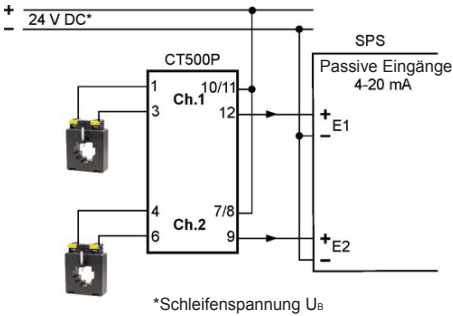 +
24 V DC*
–
SPS
CT500P
Passive Eingänge
4-20 mA
1
10/11
Ch.1
3
12
+
E1
–
4
7/8
Ch.2
6
9
+
E2
–
*Schleifenspannung UB